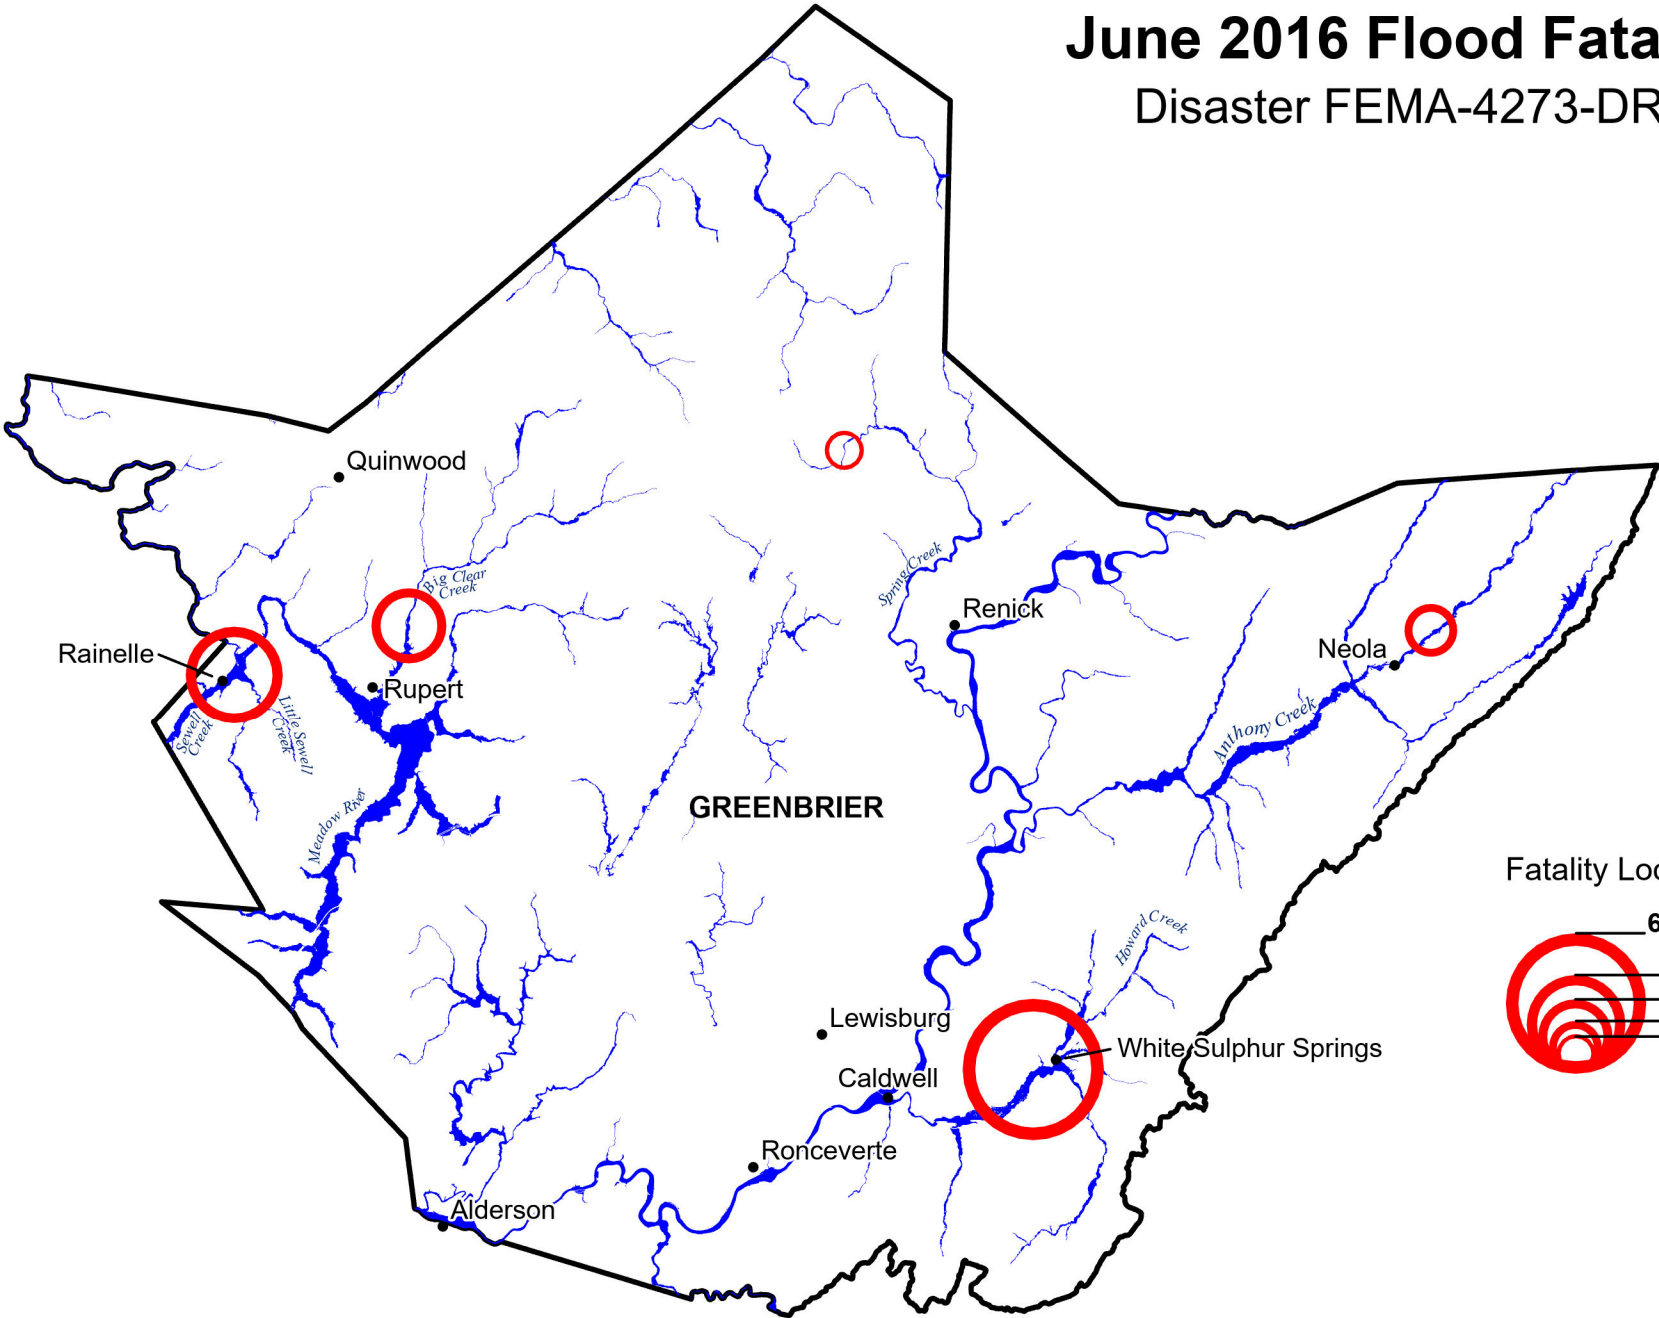 June 2016 Flood Fata
Disaster FEMA-4273-DR
Quinwood
Big Clear
Creek
Spring Creek
Renick
Rainelle
Rupert
Neola
Sewell
Creek
Little Sewell
Creek
Anthony Creek
Meadow River
GREENBRIER
Fatality Loc
6
Howard Creek
Lewisburg
White Sulphur Springs
Caldwell
Ronceverte
Alderson